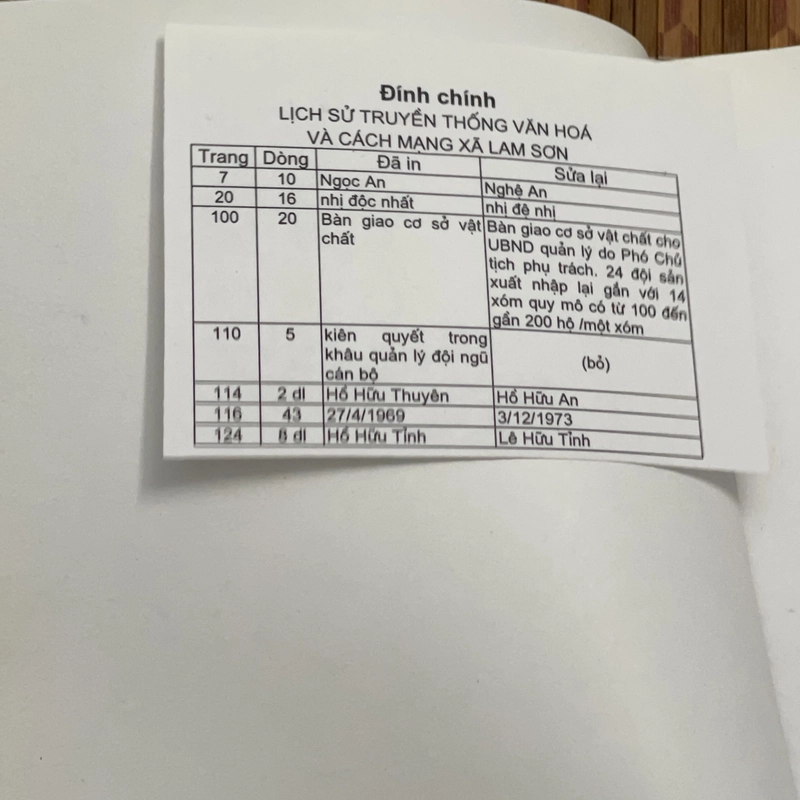 Đính chính
LỊCH SỬ TRUYỀN THỐNG VĂN HOÁ
VÀ CÁCH MẠNG XÃ LAM SƠN
Trang Dòng Đã in Sửa lại
7 10 Ngọc An Nghệ An
20 16 nhị độc nhất nhị đệ nhị
100 20 Bàn giao cơ sở vật chất Bàn giao cơ sở vật chất cho
UBND quản lý do Phó Chủ
tịch phụ trách. 24 đội sản
xuất nhập lại gắn với 14
xóm quy mô có từ 100 đến
gần 200 hộ /một xóm
110 5 kiên quyết trong
khâu quản lý đội ngũ
cán bộ
(bỏ)
114 2 dl Hồ Hữu Thuyên Hồ Hữu An
116 43 27/4/1969 3/12/1973
124 8 dl Hồ Hữu Tỉnh Lê Hữu Tỉnh